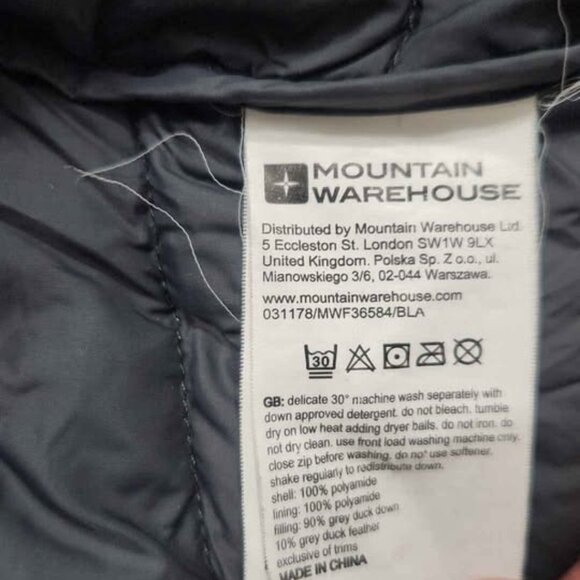 MOUNTAIN
WAREHOUSE
Distributed by Mountain Warehouse Ltd.
5 Eccleston St. London SW1W 9LX
United Kingdom. Polska Sp. Z o.o., ul.
Mianowskiego 3/6, 02-044 Warszawa.
www.mountainwarehouse.com
031178/MWF36584/BLA
30
GB: delicate 30° machine wash separately with
down approved detergent. do not bleach. tumble
dry on low heat adding dryer balls. do not iron. do
not dry clean. use front load washing machine only.
close zip before washing. do not use softener.
shake regularly to redistribute down.
shell: 100% polyamide
lining: 100% polyamide
filling: 90% grey duck down
10% grey duck feather
exclusive of trims
MADE IN CHINA